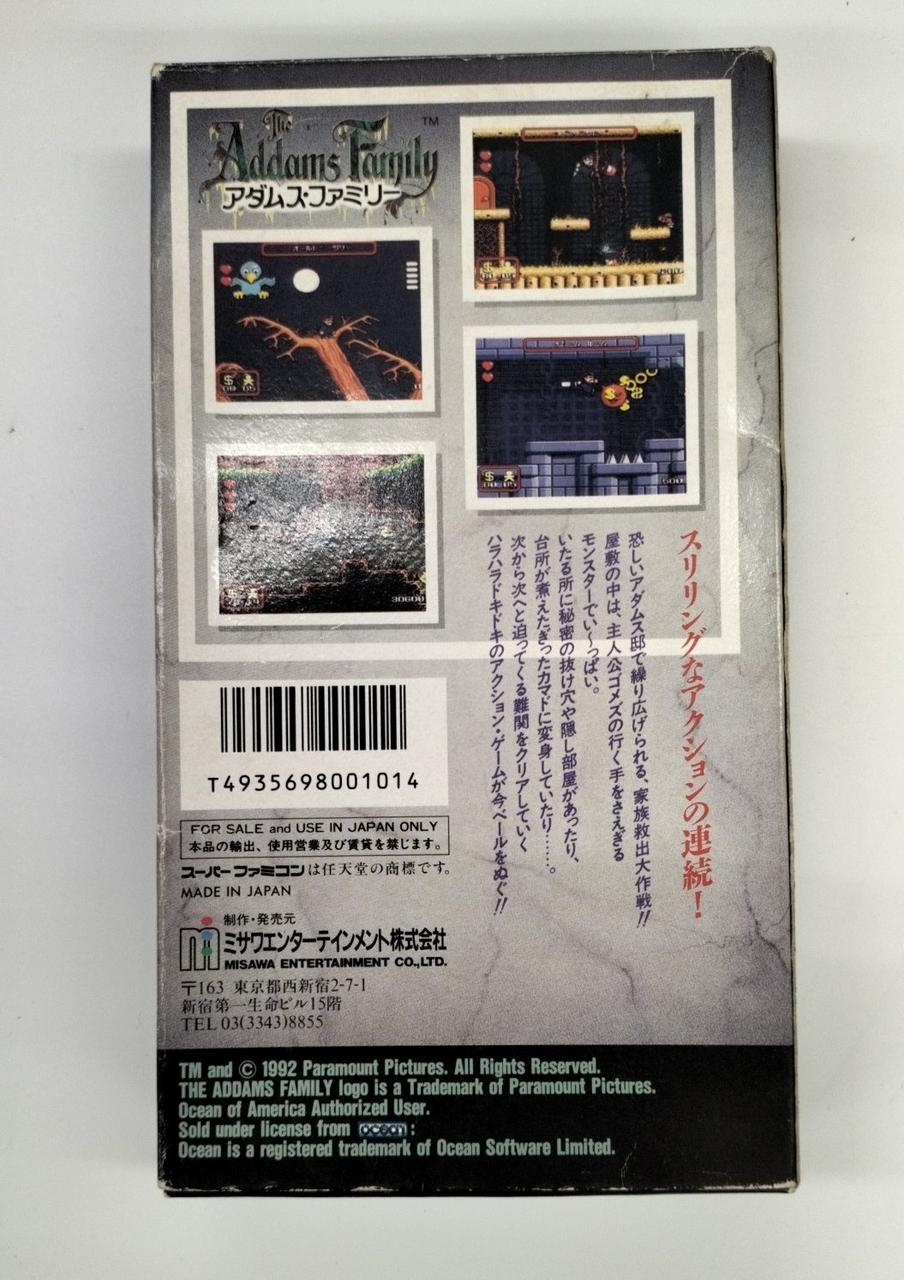 The
Addams Family
TM
アダムス・ファミリー
30600
500
スリリングなアクションの連続！
恐しいアダムス邸で繰り広げられる、家族救出大作戦!!
屋敷の中は、主人公ゴメズの行く手をさえぎる
モンスターでい～っぱい。
いたる所に秘密の抜け穴や隠し部屋があったり、
台所が煮えたぎったカマドに変身していたり……。
次から次へと迫ってくる難関をクリアしていく
ハラハラドキドキのアクション・ゲームが今ベールをぬぐ!!
T4935698001014
FOR SALE and USE IN JAPAN ONLY
本品の輸出、使用営業及び賃貸を禁じます。
スーパーファミコンは任天堂の商標です。
MADE IN JAPAN
制作・発売元
ミサワエンターテインメント株式会社
MISAWA ENTERTAINMENT CO.,LTD.
〒163 東京都西新宿2-7-1
新宿第一生命ビル15階
TEL 03(3343)8855
TM and © 1992 Paramount Pictures. All Rights Reserved.
THE ADDAMS FAMILY logo is a Trademark of Paramount Pictures.
Ocean of America Authorized User.
Sold under license from ocean :
Ocean is a registered trademark of Ocean Software Limited.